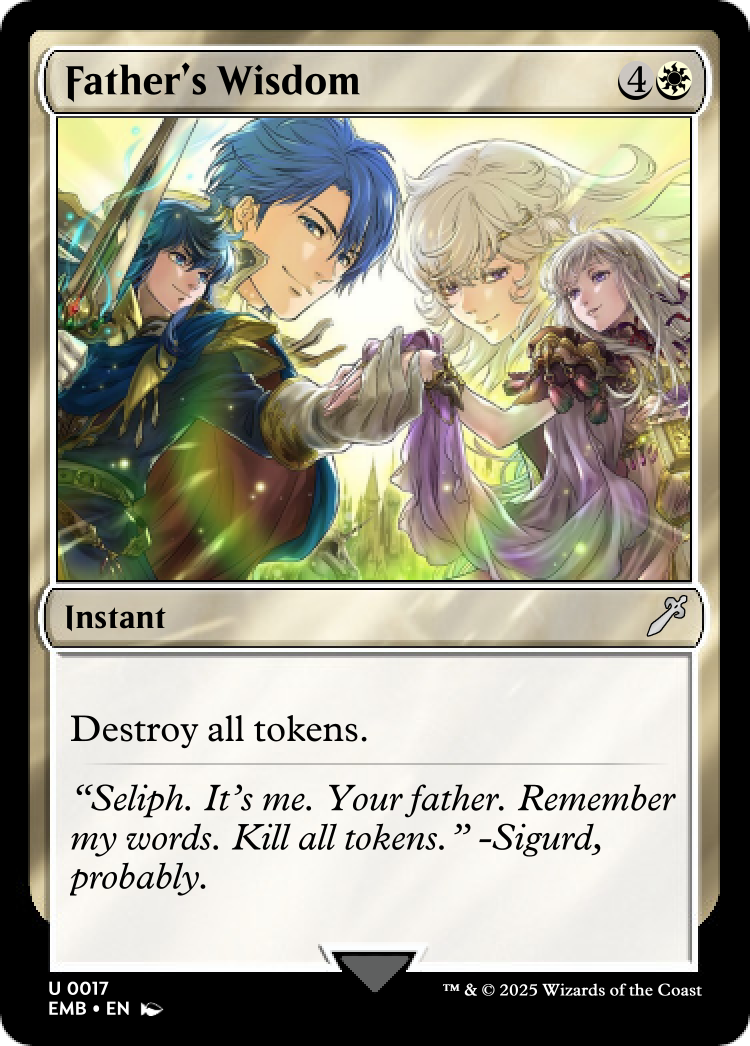 Father's Wisdom 4
Instant
Destroy all tokens.
“Seliph. It's me. Your father. Remember
my words. Kill all tokens.” -Sigurd,
probably.
U 0017
EMB • EN
™ & © 2025 Wizards of the Coast